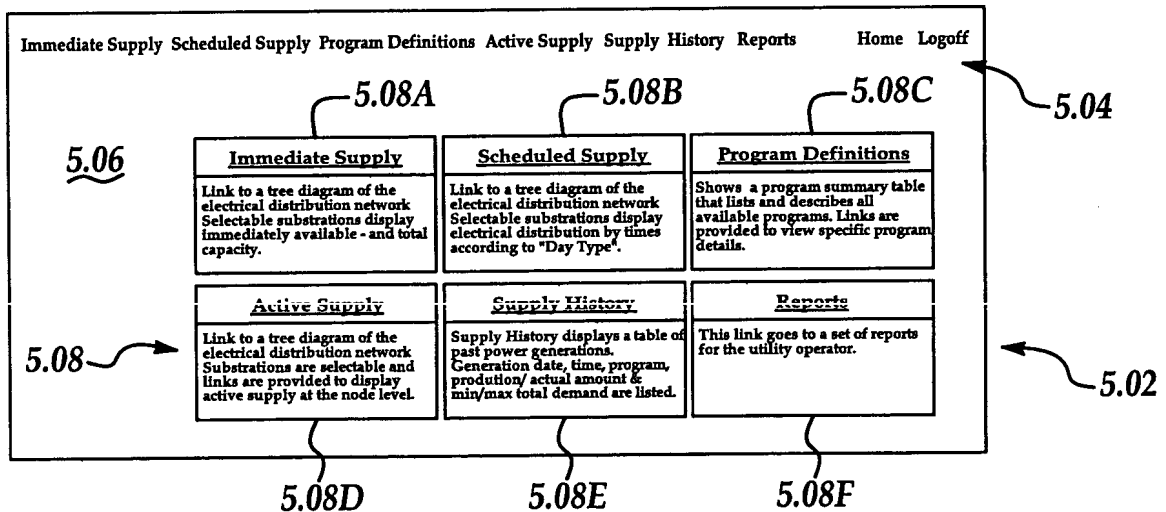 Immediate Supply Scheduled Supply Program Definitions Active Supply Supply History Reports Home Logoff
5.08A 5.08B 5.08C
5.04
5.06
Immediate Supply
Link to a tree diagram of the
electrical distribution network
Selectable substrations display
immediately available - and total
capacity.
Scheduled Supply
Link to a tree diagram of the
electrical distribution network
Selectable substrations display
electrical distribution by times
according to "Day Type".
Program Definitions
Shows a program summary table
that lists and describes all
available programs. Links are
provided to view specific program
details.
Active Supply
Link to a tree diagram of the
electrical distribution network
Substrations are selectable and
links are provided to display
active supply at the node level.
Supply History
Supply History displays a table of
past power generations.
Generation date, time, program,
prodution/ actual amount &
min/max total demand are listed.
Reports
This link goes to a set of reports
for the utility operator.
5.08
5.02
5.08D 5.08E 5.08F